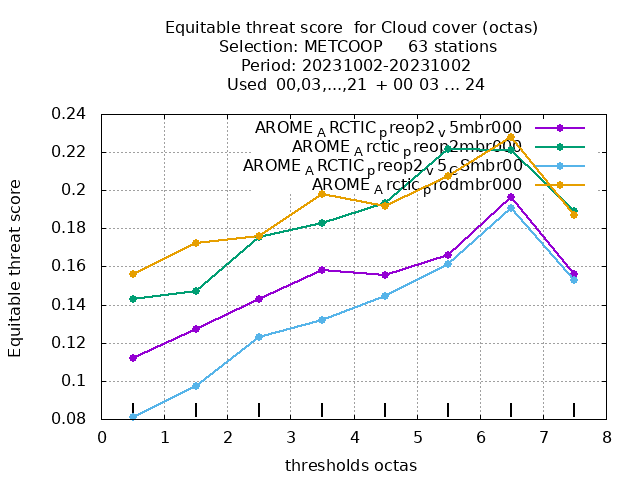 Equitable threat score for Cloud cover (octas)
Selection: METCOOP 63 stations
Period: 20231002-20231002
Used 00,03,...,21 + 00 03 ... 24
AROME_ARCTIC_preop2_v5mbr000
AROME_Arctic_preop2mbr000
AROME_ARCTIC_preop2_v5_C3mbr00
AROME_Arctic_prodmbr000
Equitable threat score
0.24
0.22
0.2
0.18
0.16
0.14
0.12
0.1
0.08
0 1 2 3 4 5 6 7 8
thresholds octas